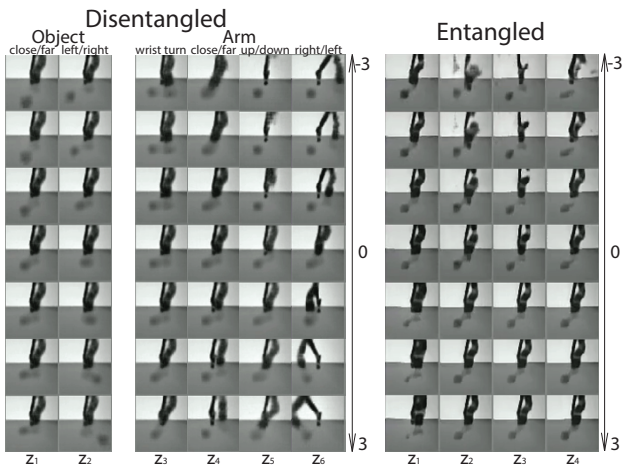 Disentangled
Entangled
Object
Arm
close/far left/right
wrist turn close/far up/down right/left
-3
-3
0
0
3
3
z1 z2 z3 z4 z5 z6
z1 z2 z3 z4